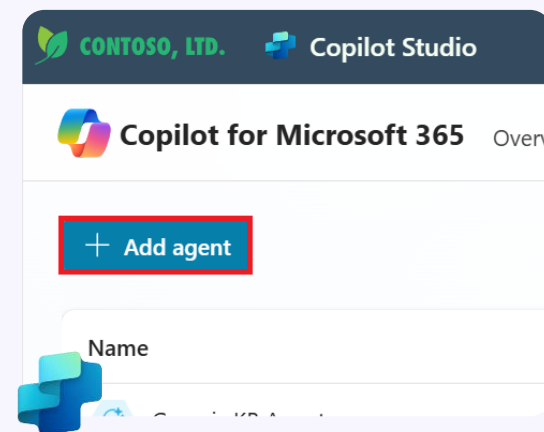 CONTOSO, LTD. Copilot Studio
Copilot for Microsoft 365
+ Add agent
Name